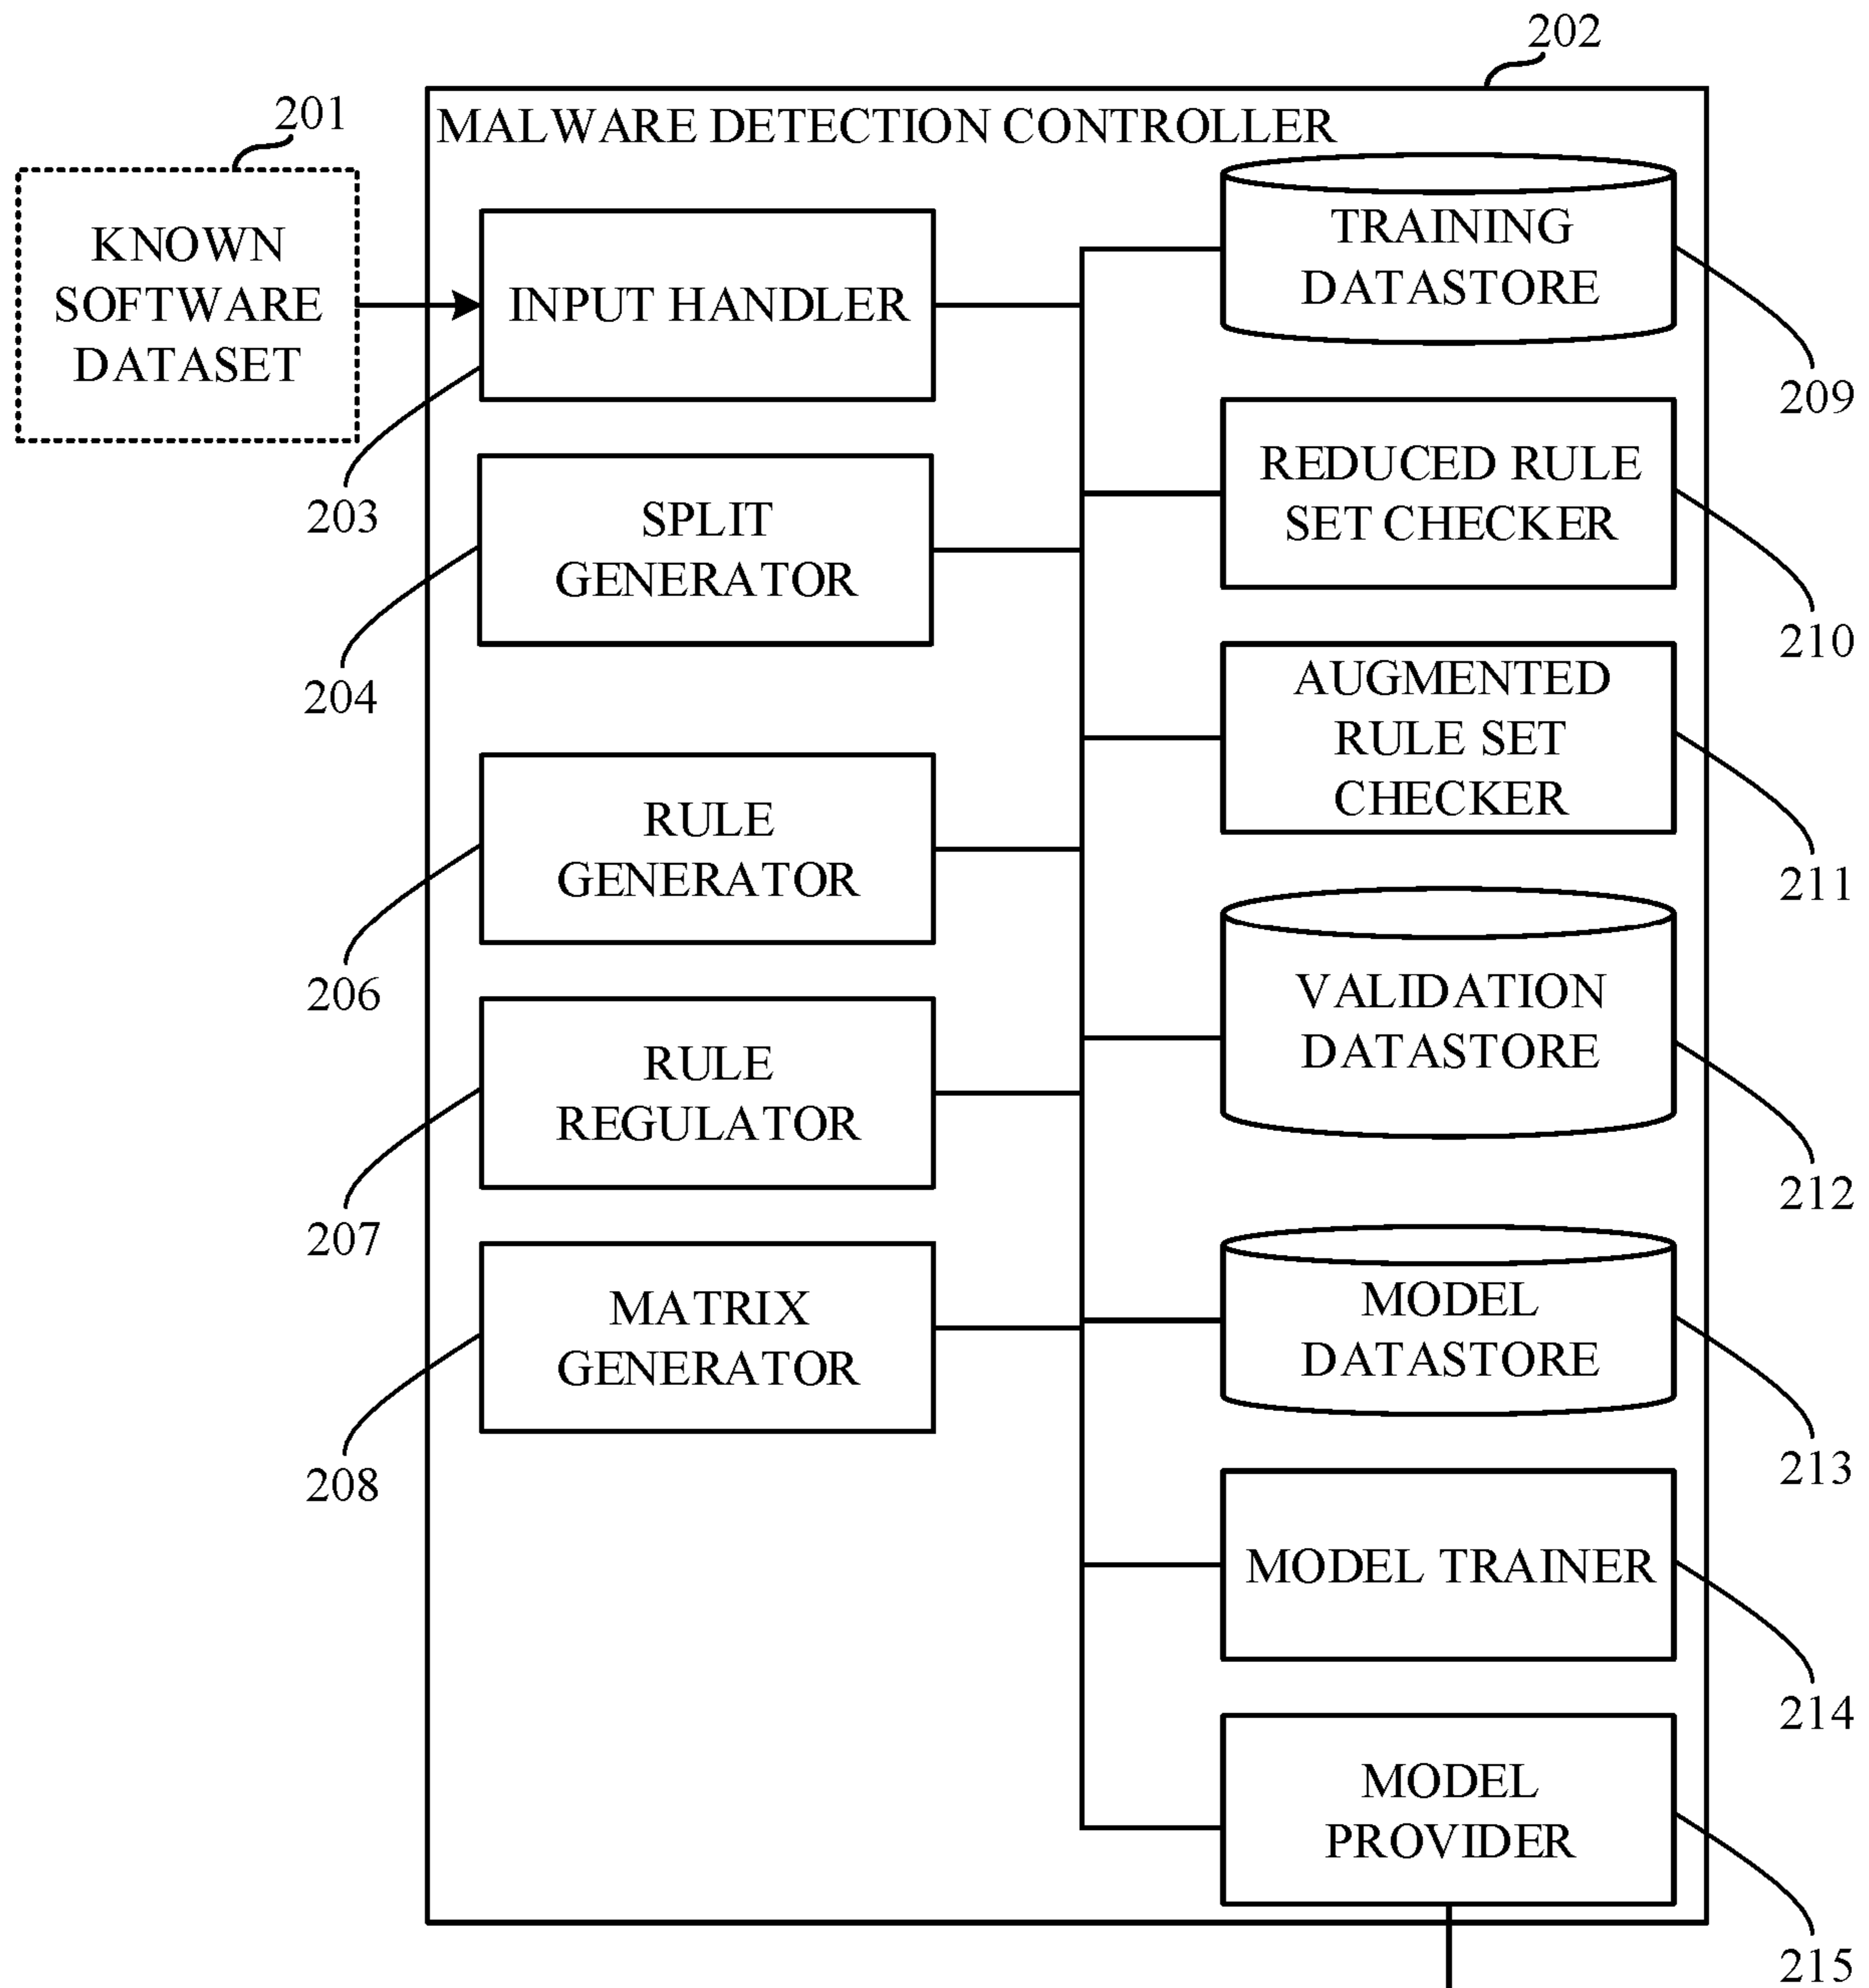 202
201
MALWARE DETECTION CONTROLLER
KNOWN
SOFTWARE
DATASET
INPUT HANDLER
203
SPLIT
GENERATOR
204
RULE
GENERATOR
206
RULE
REGULATOR
207
MATRIX
GENERATOR
208
TRAINING
DATASTORE
209
REDUCED RULE
SET CHECKER
210
AUGMENTED
RULE SET
CHECKER
211
VALIDATION
DATASTORE
212
MODEL
DATASTORE
213
MODEL TRAINER
214
MODEL
PROVIDER
215